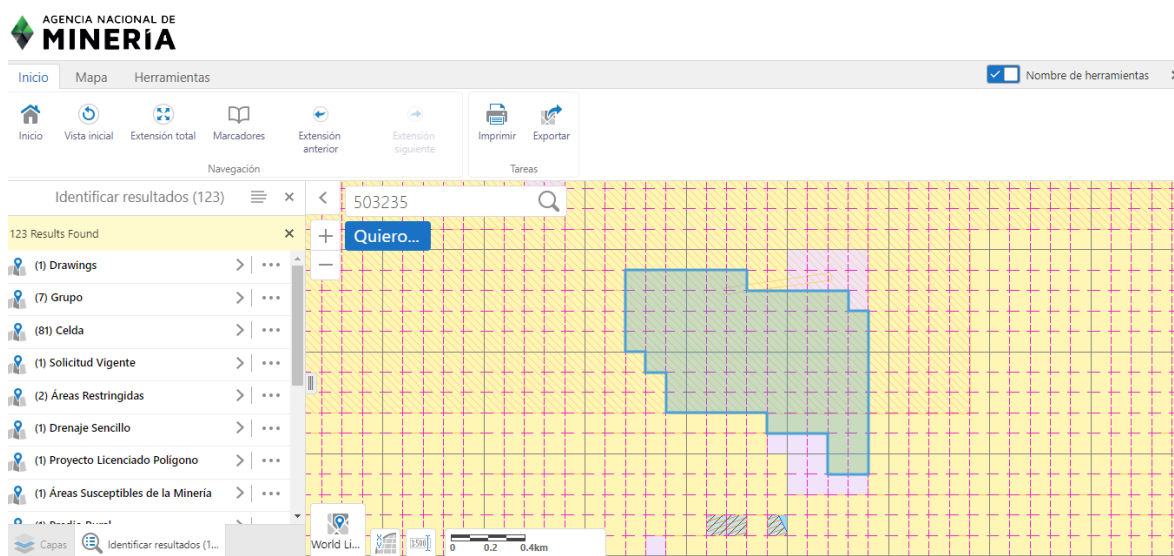 AGENCIA NACIONAL DE
MINERÍA
Inicio Mapa Herramientas
Nombre de herramientas
Inicio Vista inicial Extensión total Marcadores Extensión anterior Extensión siguiente Imprimir Exportar
Navegación Tareas
Identificar resultados (123)
503235
123 Results Found
Quiero...
(1) Drawings
(7) Grupo
(81) Celda
(1) Solicitud Vigente
(2) Áreas Restringidas
(1) Drenaje Sencillo
(1) Proyecto Licenciado Polígono
(1) Áreas Susceptibles de la Minería
Capas Identificar resultados (1...
World Li...
0 0.2 0.4km